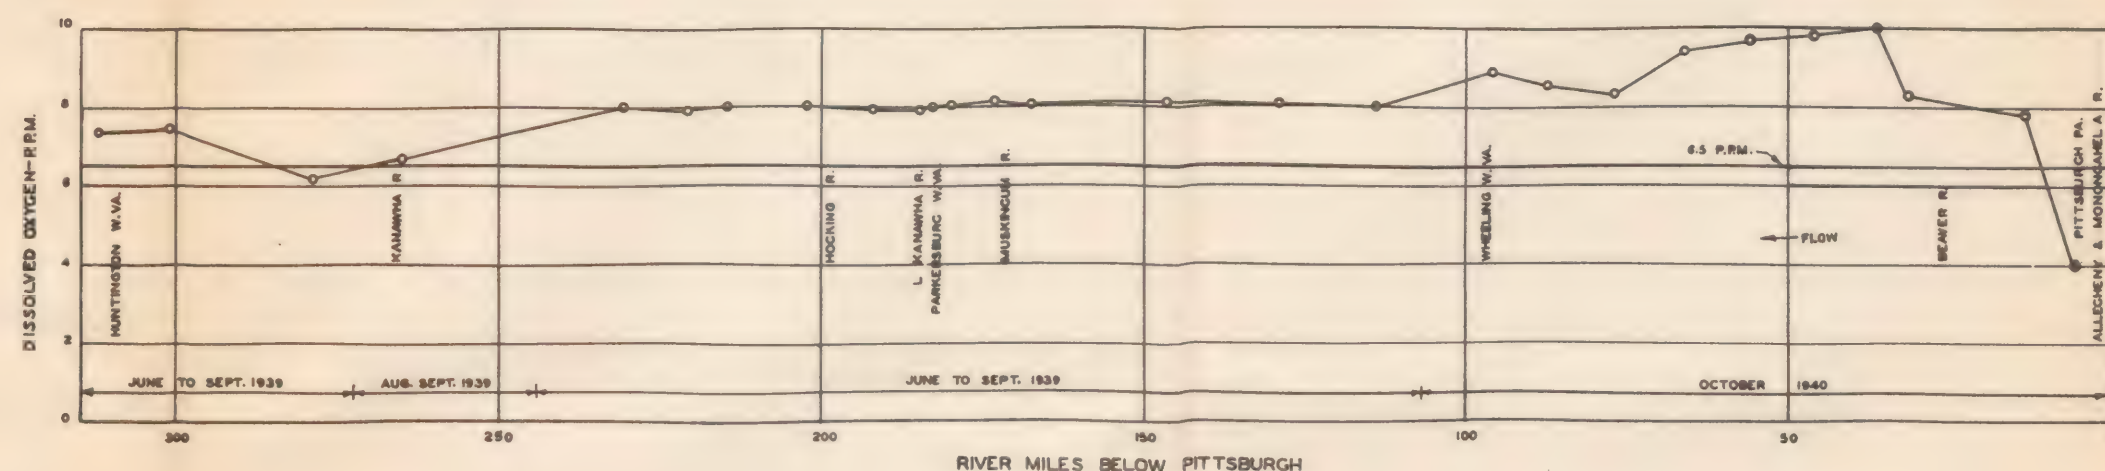 DISSOLVED OXYGEN-P.P.M.
10
8
6
4
2
0
HUNTINGTON W.VA.
KANAWHA R
HOCKING R.
L KANAWHA R.
PARKERSBURG W.VA.
MUSKINGUM R.
WHEELING W.VA.
6.5 P.P.M.
FLOW
BEAVER R.
PITTSBURGH PA.
ALLEGHENY & MONONGAHELA R.
JUNE TO SEPT. 1939
AUG. SEPT. 1939
JUNE TO SEPT. 1939
OCTOBER 1940
300
250
200
150
100
50
RIVER MILES BELOW PITTSBURGH